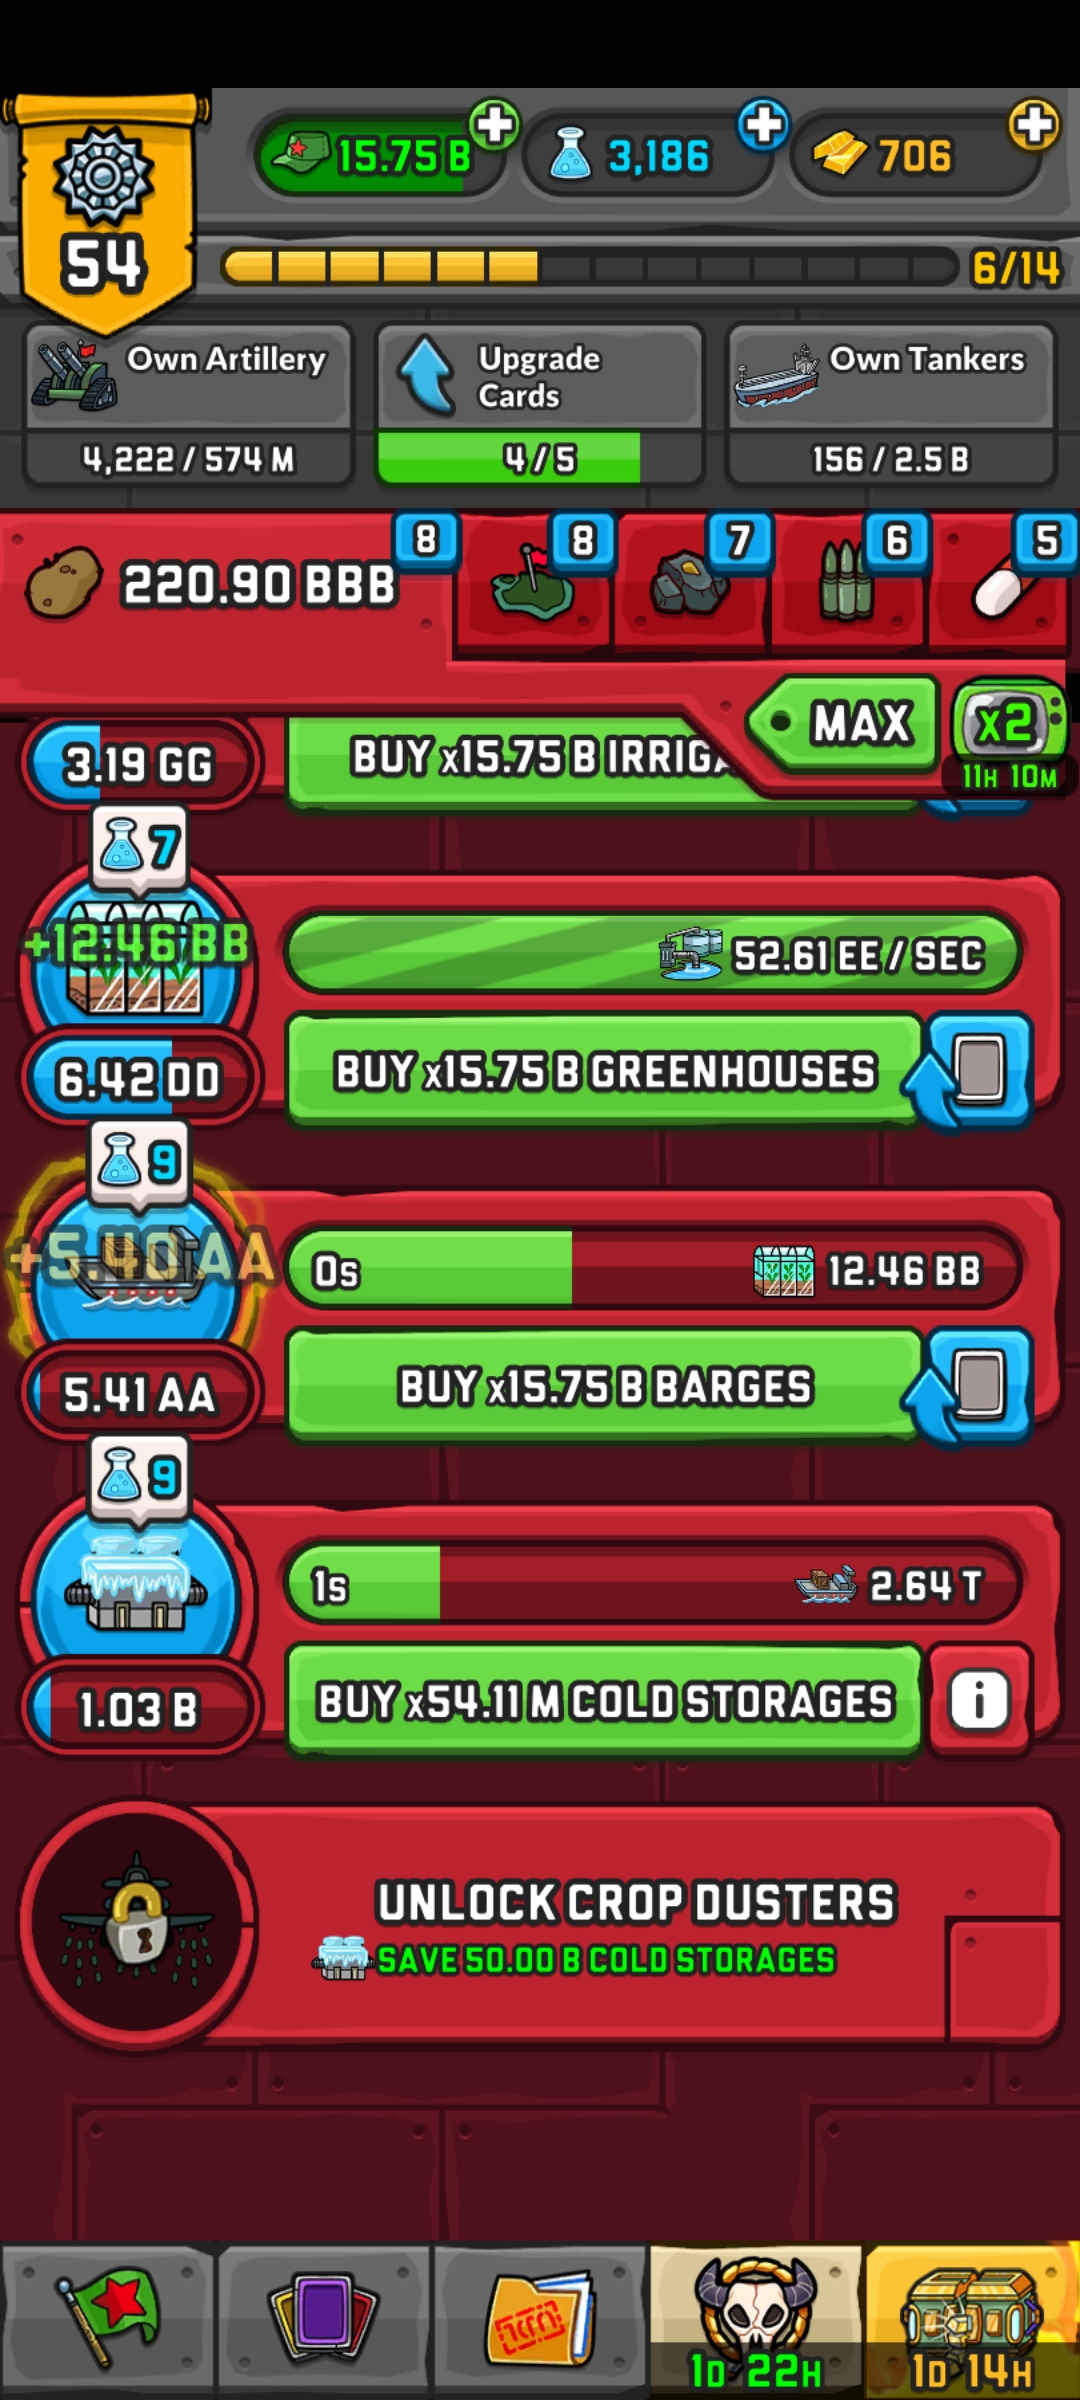 54
15.75 B
3,186
706
6/14
Own Artillery
4,222 / 574 M
Upgrade
Cards
4 / 5
Own Tankers
156 / 2.5 B
220.90 BBB
8
8
7
6
5
MAX
x2
11H 10M
3.19 GG
BUY x15.75 B IRRIGA
7
+12.46 BB
52.61 EE / SEC
6.42 DD
BUY x15.75 B GREENHOUSES
9
+5.40 AA
0s
12.46 BB
5.41 AA
BUY x15.75 B BARGES
9
1s
2.64 T
1.03 B
BUY x54.11 M COLD STORAGES
i
UNLOCK CROP DUSTERS
SAVE 50.00 B COLD STORAGES
1D 22H
1D 14H